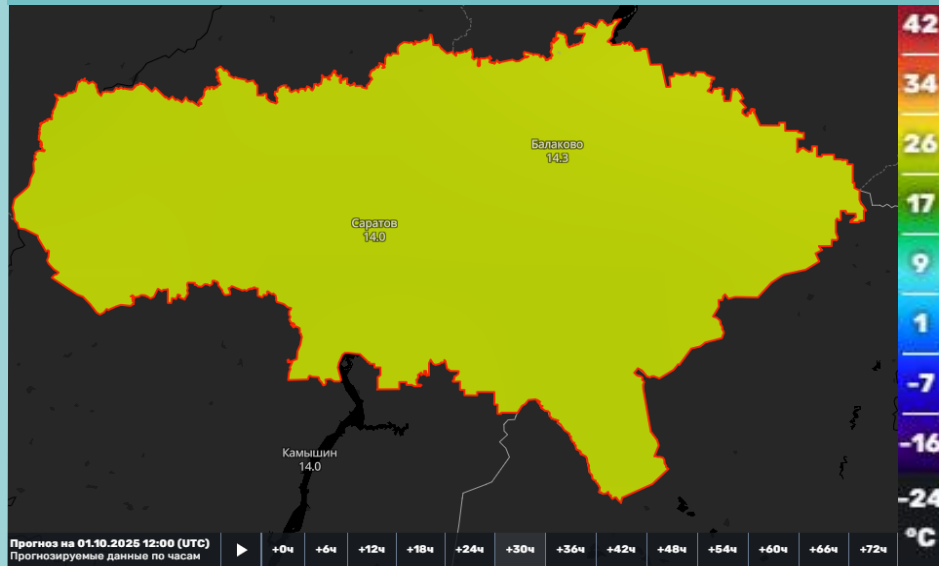 42
34
26
17
9
1
-7
-16
-24
°C
Балаково
14.3
Саратов
14.0
Камышин
14.0
Прогноз на 01.10.2025 12:00 (UTC)
Прогнозируемые данные по часам
+0ч +6ч +12ч +18ч +24ч +30ч +36ч +42ч +48ч +54ч +60ч +66ч +72ч